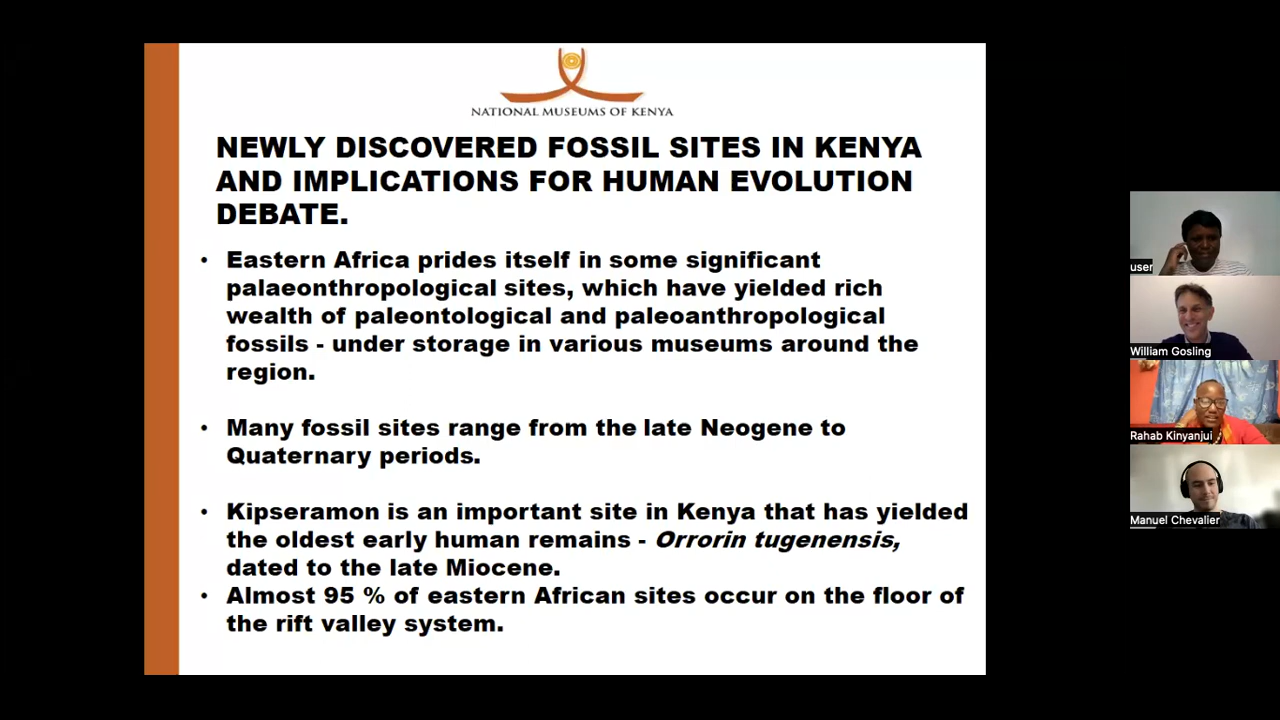 NATIONAL MUSEUMS OF KENYA
NEWLY DISCOVERED FOSSIL SITES IN KENYA
AND IMPLICATIONS FOR HUMAN EVOLUTION
DEBATE.
• Eastern Africa prides itself in some significant
palaeonthropological sites, which have yielded rich
wealth of paleontological and paleoanthropological
fossils - under storage in various museums around the
region.
• Many fossil sites range from the late Neogene to
Quaternary periods.
• Kipseramon is an important site in Kenya that has yielded
the oldest early human remains - Orrorin tugenensis,
dated to the late Miocene.
• Almost 95 % of eastern African sites occur on the floor of
the rift valley system.
user
William Gosling
Rahab Kinyanjui
Manuel Chevalier